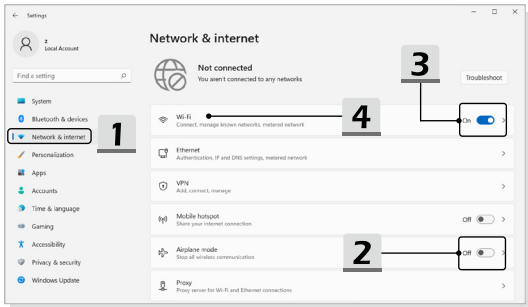 Settings
z
Local Account
Find a setting
System
Bluetooth & devices
Network & internet
Personalization
Apps
Accounts
Time & language
Gaming
Accessibility
Privacy & security
Windows Update
1
Network & internet
Not connected
You aren't connected to any networks
Troubleshoot
3
Wi-Fi
Connect, manage known networks, metered network
4
On
Ethernet
Authentication, IP and DNS settings, metered network
VPN
Add, connect, manage
Mobile hotspot
Share your internet connection
Off
2
Airplane mode
Stop all wireless communication
Off
Proxy
Proxy server for Wi-Fi and Ethernet connections